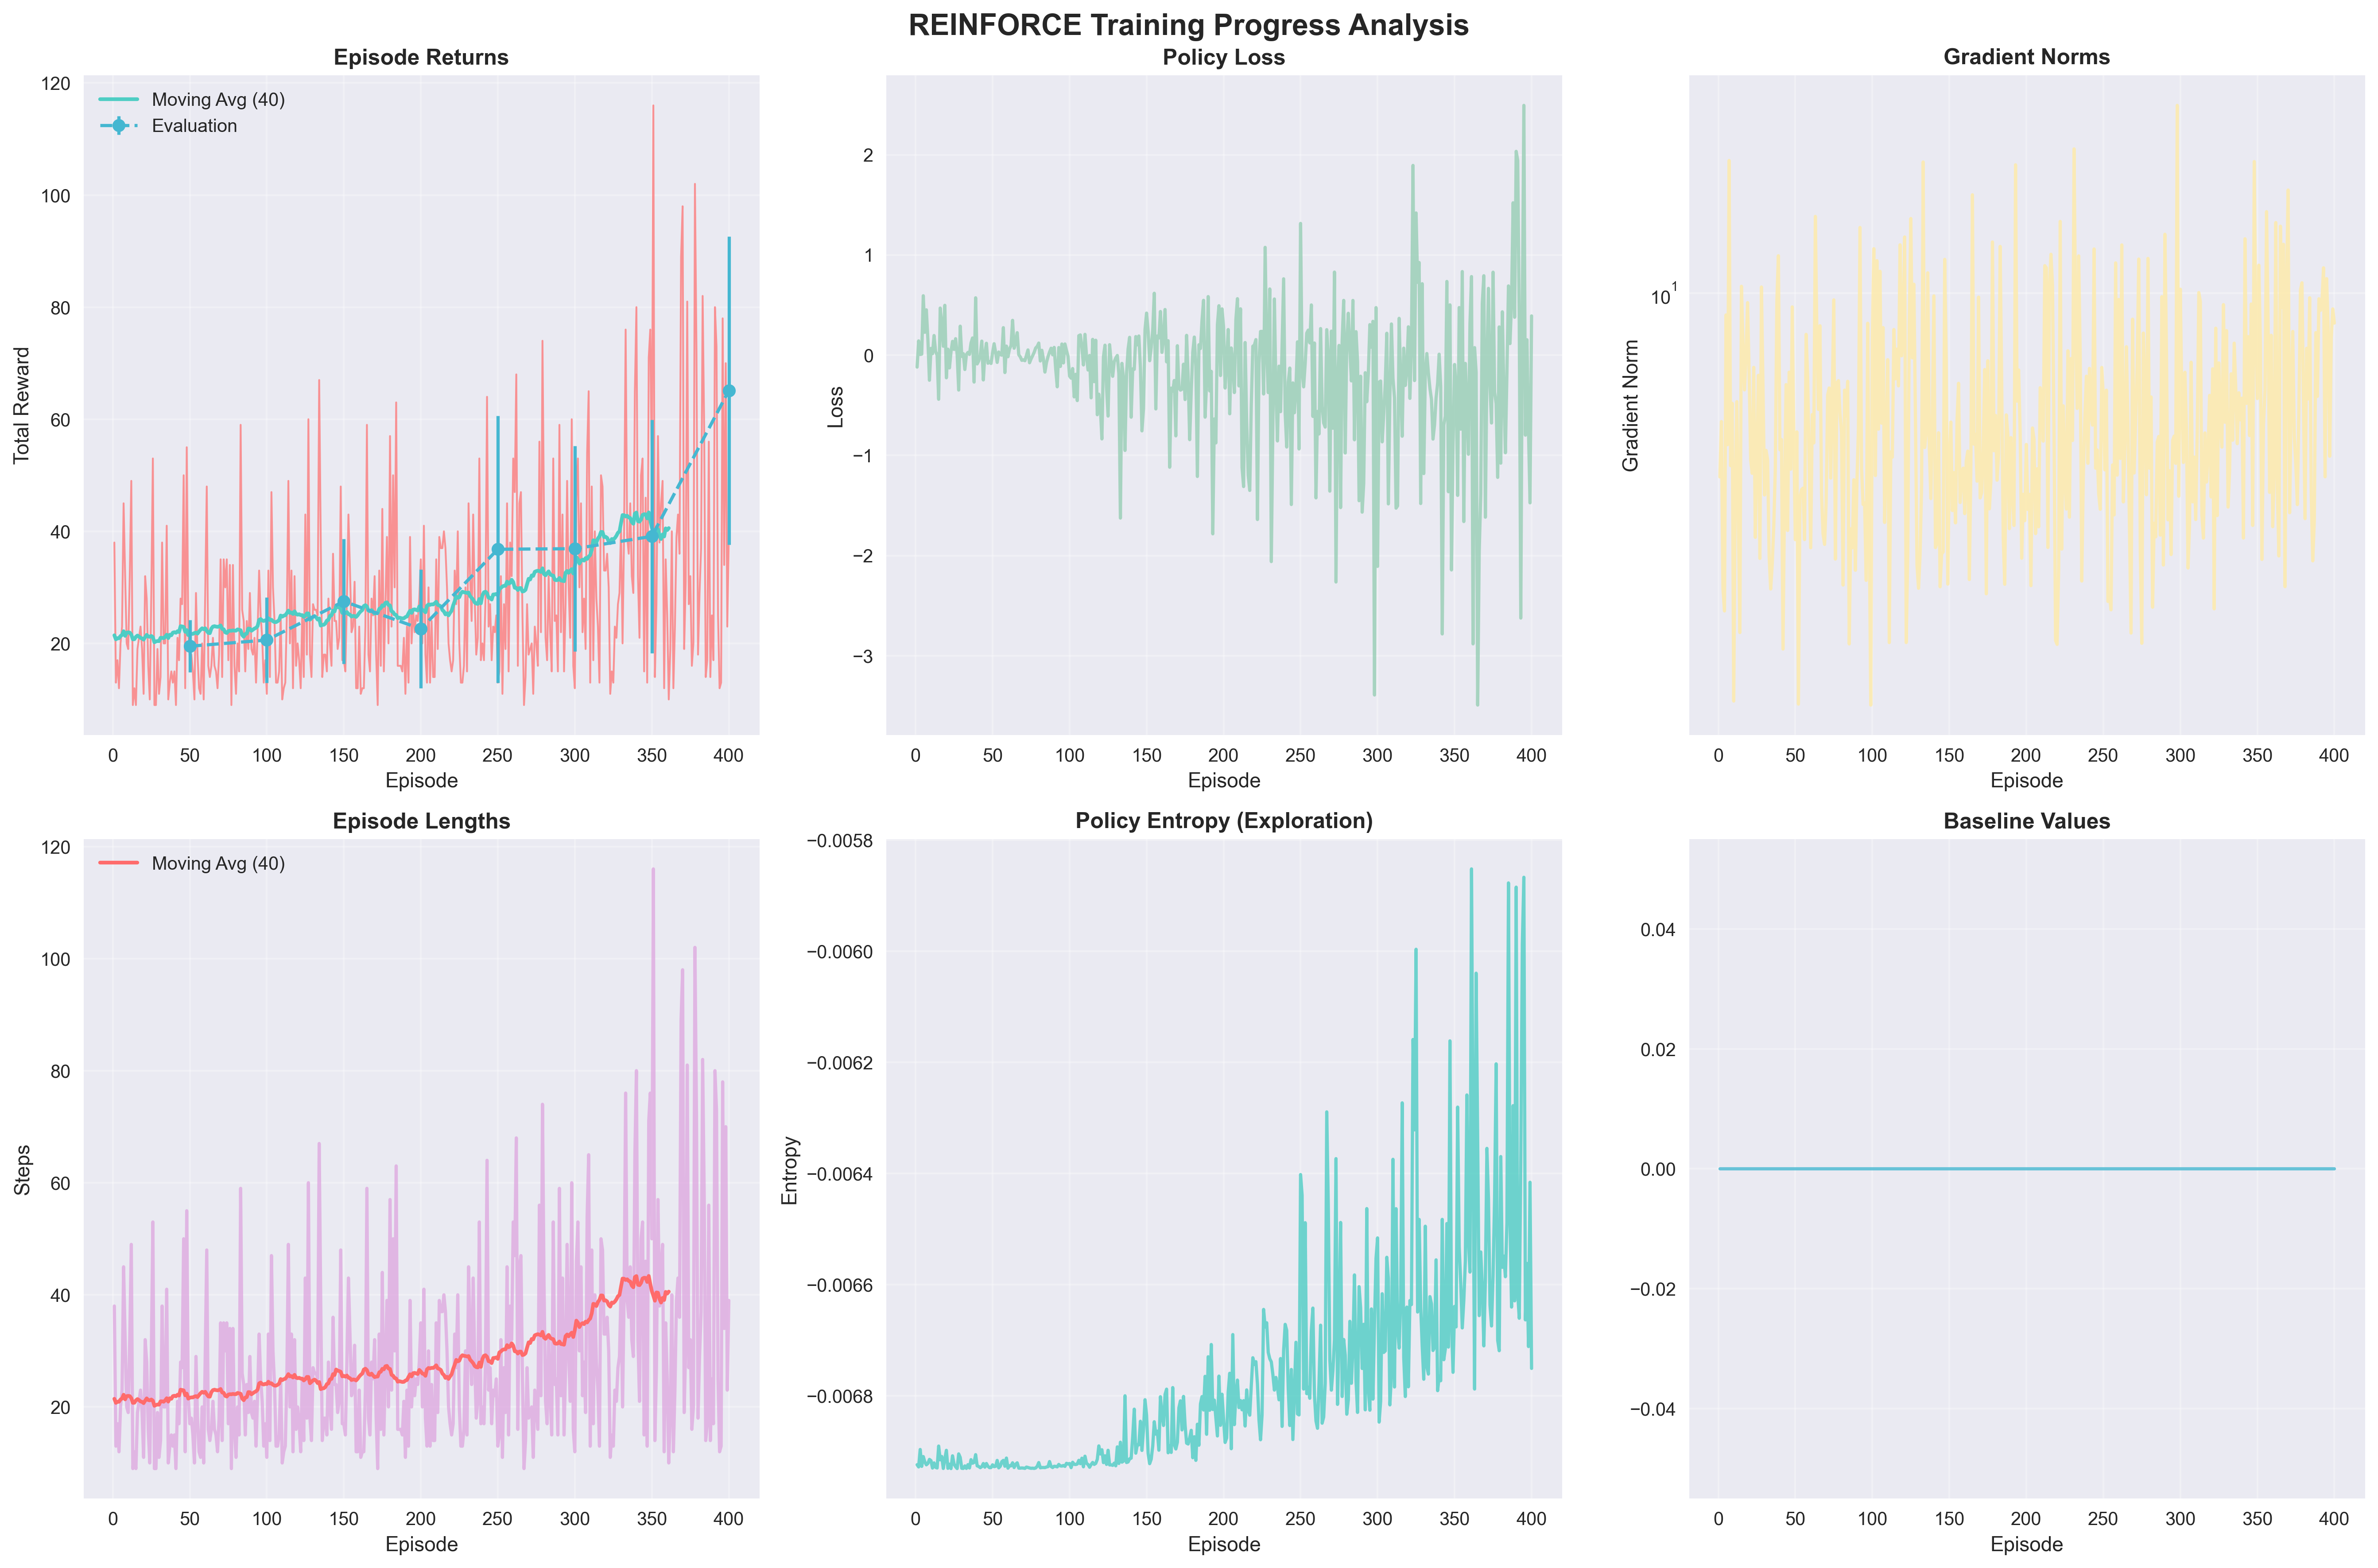 REINFORCE Training Progress Analysis
Episode Returns
Moving Avg (40)
Evaluation
Total Reward
120
100
80
60
40
20
0 50 100 150 200 250 300 350 400
Episode
Policy Loss
Loss
2
1
0
−1
−2
−3
0 50 100 150 200 250 300 350 400
Episode
Gradient Norms
Gradient Norm
10¹
0 50 100 150 200 250 300 350 400
Episode
Episode Lengths
Moving Avg (40)
Steps
120
100
80
60
40
20
0 50 100 150 200 250 300 350 400
Episode
Policy Entropy (Exploration)
Entropy
−0.0058
−0.0060
−0.0062
−0.0064
−0.0066
−0.0068
0 50 100 150 200 250 300 350 400
Episode
Baseline Values
0.04
0.02
0.00
−0.02
−0.04
0 50 100 150 200 250 300 350 400
Episode